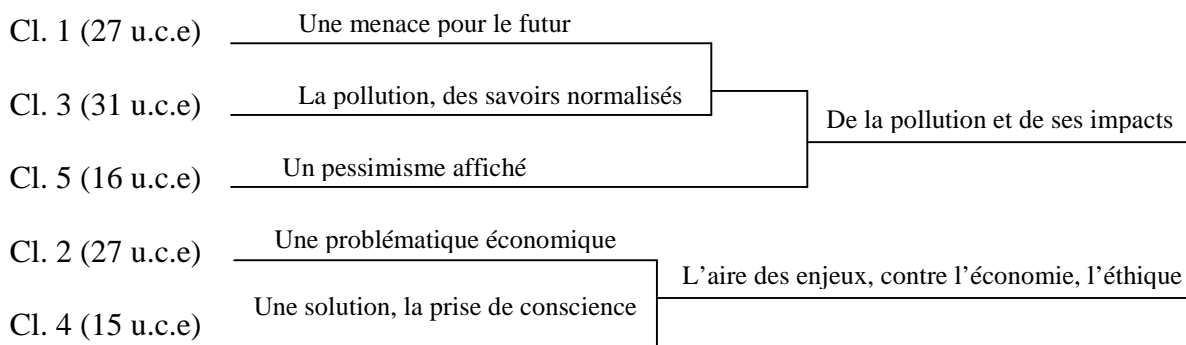 Cl. 1 (27 u.c.e) Une menace pour le futur
Cl. 3 (31 u.c.e) La pollution, des savoirs normalisés
De la pollution et de ses impacts
Cl. 5 (16 u.c.e) Un pessimisme affiché
Cl. 2 (27 u.c.e) Une problématique économique
L'aire des enjeux, contre l'économie, l'éthique
Une solution, la prise de conscience
Cl. 4 (15 u.c.e)